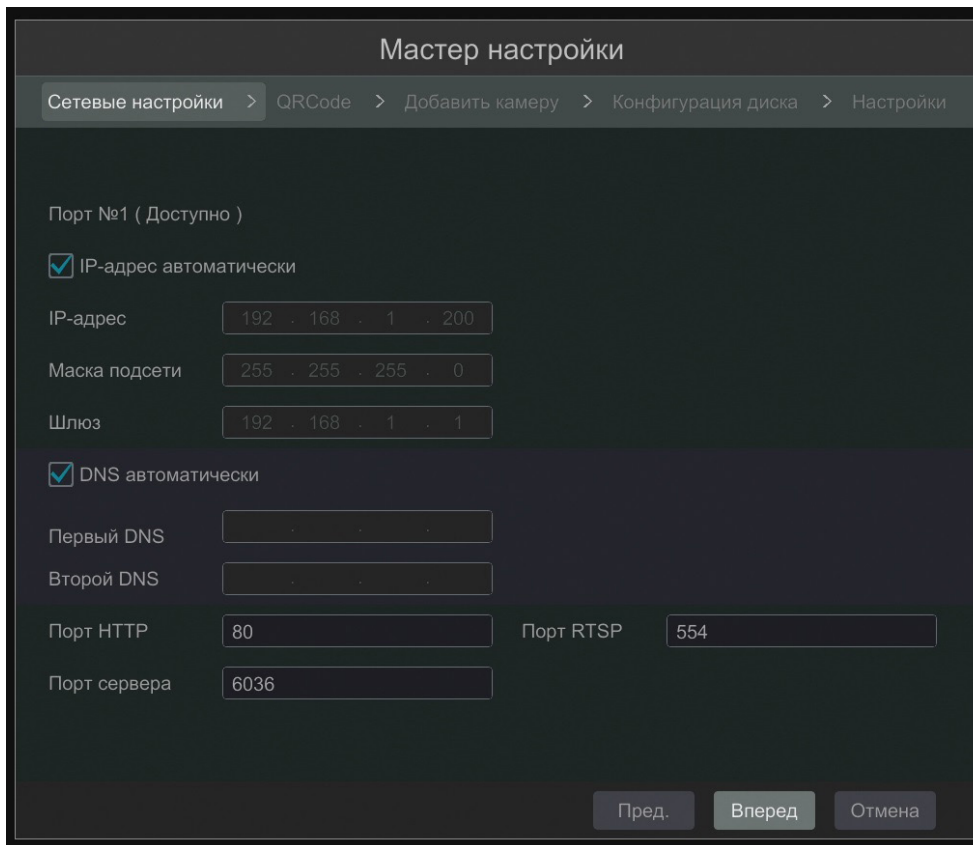 Мастер настройки
Сетевые настройки > QRCode > Добавить камеру > Конфигурация диска > Настройки
Порт №1 ( Доступно )
IP-адрес автоматически
IP-адрес 192 . 168 . 1 . 200
Маска подсети 255 . 255 . 255 . 0
Шлюз 192 . 168 . 1 . 1
DNS автоматически
Первый DNS . . .
Второй DNS . . .
Порт HTTP 80 Порт RTSP 554
Порт сервера 6036
Пред. Вперед Отмена